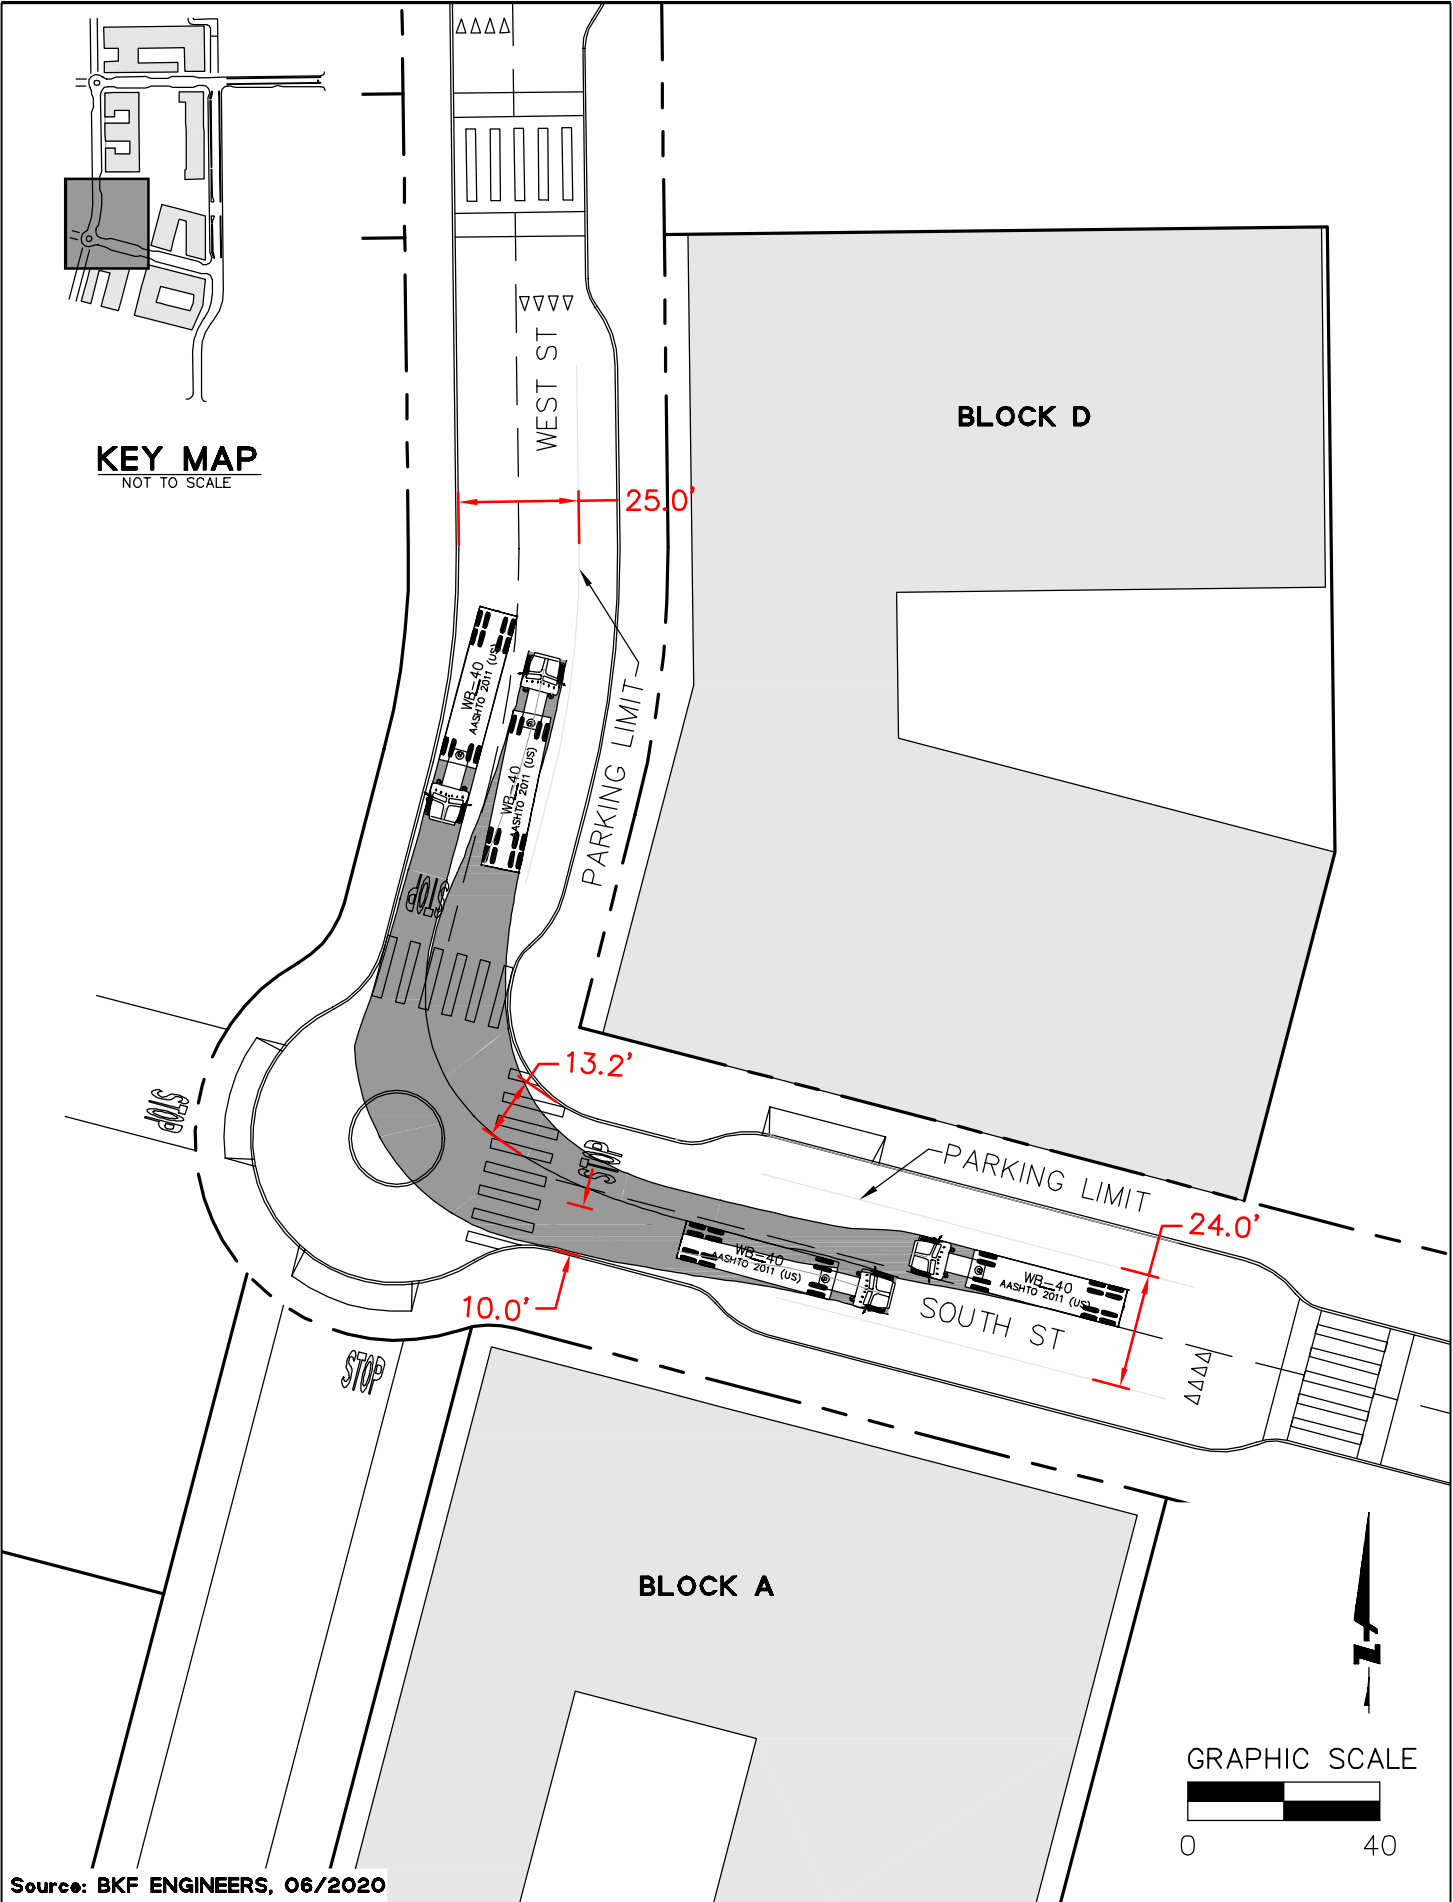 KEY MAP
NOT TO SCALE
WEST ST
BLOCK D
25.0'
WB-40
AASHTO 2011 (US)
WB-40
AASHTO 2011 (US)
PARKING LIMIT
STOP
13.2'
STOP
STOP
PARKING LIMIT
24.0'
WB-40
AASHTO 2011 (US)
WB-40
AASHTO 2011 (US)
SOUTH ST
10.0'
STOP
BLOCK A
GRAPHIC SCALE
0 40
Source: BKF ENGINEERS, 06/2020